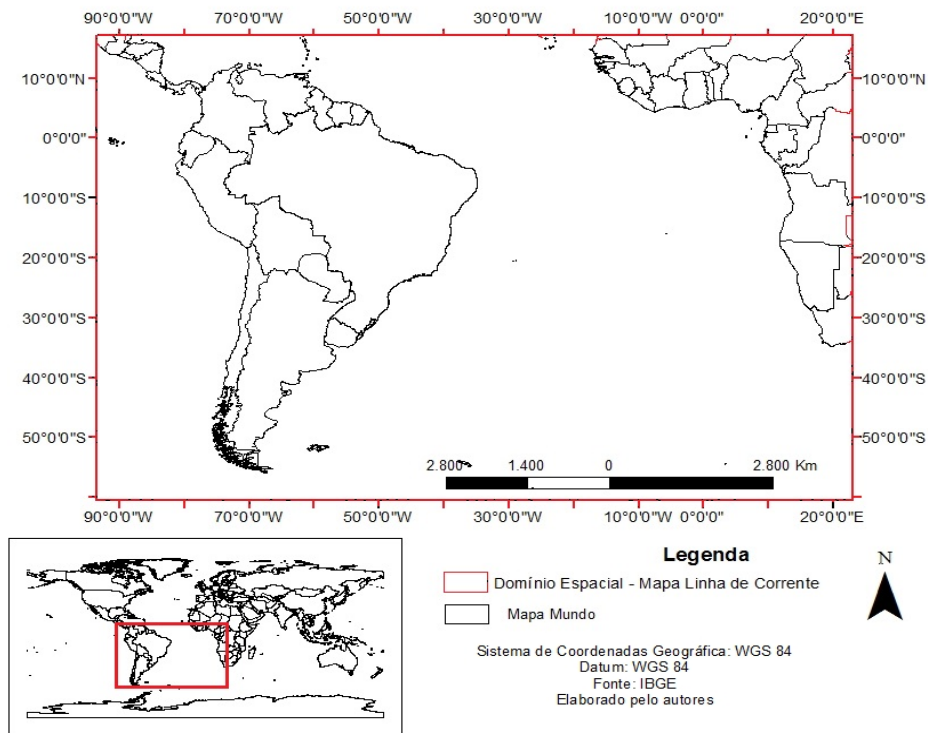 90°0'0"W 70°0'0"W 50°0'0"W 30°0'0"W 10°0'0"W 0°0'0" 20°0'0"E
10°0'0"N 10°0'0"N
0°0'0" 0°0'0"
10°0'0"S 10°0'0"S
20°0'0"S 20°0'0"S
30°0'0"S 30°0'0"S
40°0'0"S 40°0'0"S
50°0'0"S 50°0'0"S
2.800 1.400 0 2.800 Km
90°0'0"W 70°0'0"W 50°0'0"W 30°0'0"W 10°0'0"W 0°0'0" 20°0'0"E
Legenda
N
Domínio Espacial - Mapa Linha de Corrente
Mapa Mundo
Sistema de Coordenadas Geográfica: WGS 84
Datum: WGS 84
Fonte: IBGE
Elaborado pelo autores